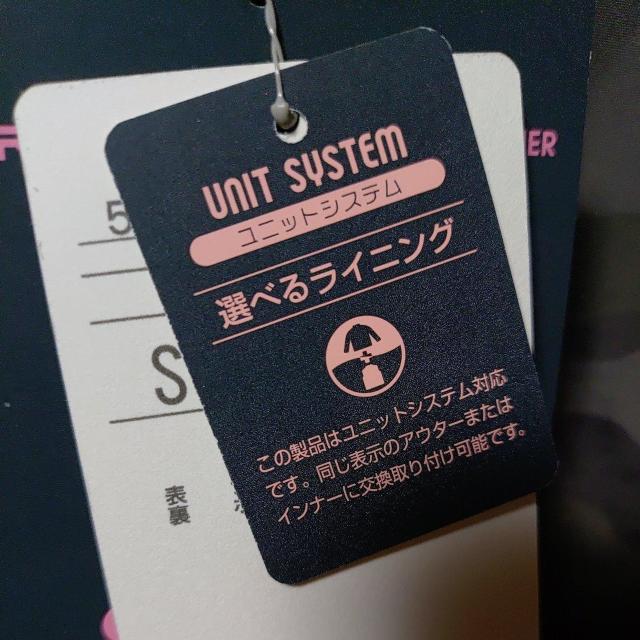 UNIT SYSTEM
ユニットシステム
選べるライニング
この製品はユニットシステム対応
です。同じ表示のアウターまたは
インナーに交換取り付け可能です。
5
S
表
裏